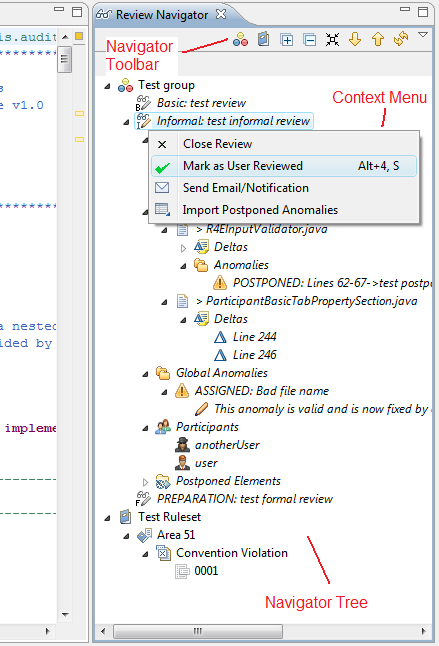 Review Navigator
is.audit
Navigator
Toolbar
Test group
Basic: test review
s
e v1.0
Context Menu
Informal: test informal review
Close Review
Mark as User Reviewed Alt+4, S
Send Email/Notification
Import Postponed Anomalies
*********
> R4EInputValidator.java
Deltas
Anomalies
POSTPONED: Lines 62-67->test postpo
> ParticipantBasicTabPropertySection.java
Deltas
a nested
Line 244
ided by
Line 246
Global Anomalies
ASSIGNED: Bad file name
This anomaly is valid and is now fixed by
impleme
Participants
anotherUser
user
Postponed Elements
PREPARATION: test formal review
Test Ruleset
Area 51
Convention Violation
0001
Navigator Tree